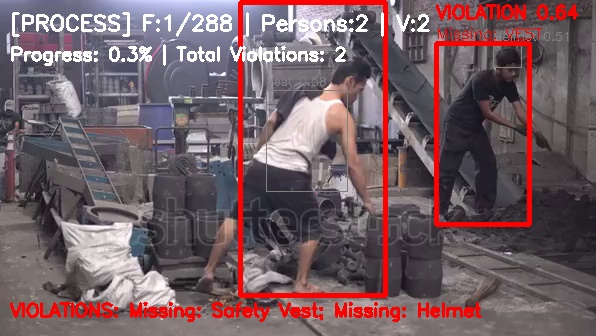 [PROCESS] F:1/288 | Persons:2 | V:2
VIOLATION 0.64
Missing: VEST
Progress: 0.3% | Total Violations: 2
shutterstock
VIOLATIONS: Missing: Safety Vest; Missing: Helmet